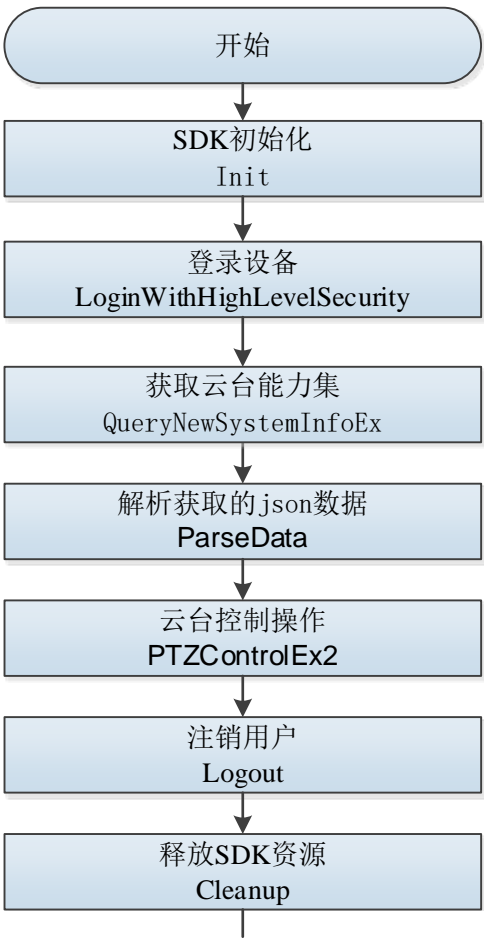 开始
SDK初始化
Init
登录设备
LoginWithHighLevelSecurity
获取云台能力集
QueryNewSystemInfoEx
解析获取的json数据
ParseData
云台控制操作
PTZControlEx2
注销用户
Logout
释放SDK资源
Cleanup